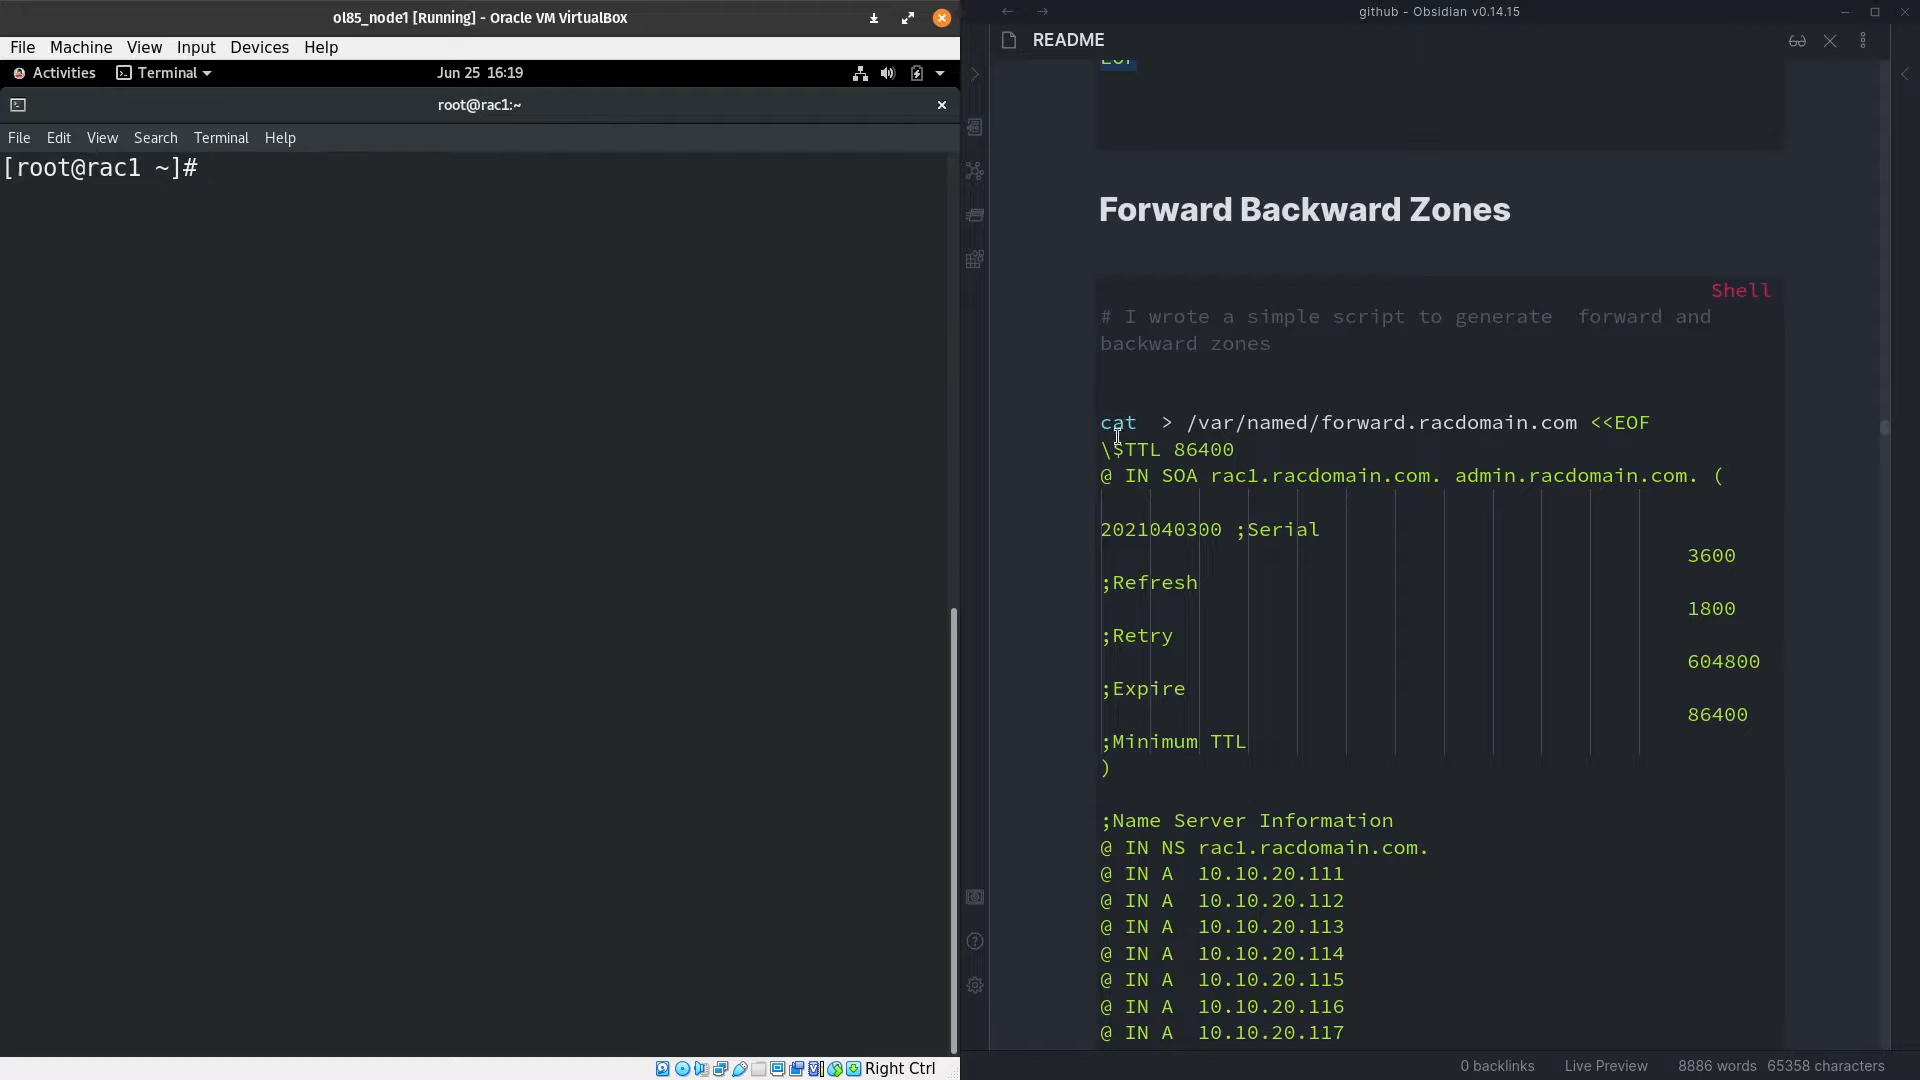 ol85_node1 [Running] - Oracle VM VirtualBox
File Machine View Input Devices Help
Activities Terminal Jun 25 16:19
root@rac1:~
File Edit View Search Terminal Help
[root@rac1 ~]#
Right Ctrl
github - Obsidian v0.14.15
README
EOF
Forward Backward Zones
Shell
# I wrote a simple script to generate  forward and
backward zones
cat  > /var/named/forward.racdomain.com <<EOF
\$TTL 86400
@ IN SOA rac1.racdomain.com. admin.racdomain.com. (
2021040300 ;Serial
3600
;Refresh
1800
;Retry
604800
;Expire
86400
;Minimum TTL
)
;Name Server Information
@ IN NS rac1.racdomain.com.
@ IN A  10.10.20.111
@ IN A  10.10.20.112
@ IN A  10.10.20.113
@ IN A  10.10.20.114
@ IN A  10.10.20.115
@ IN A  10.10.20.116
@ IN A  10.10.20.117
0 backlinks Live Preview 8886 words 65358 characters